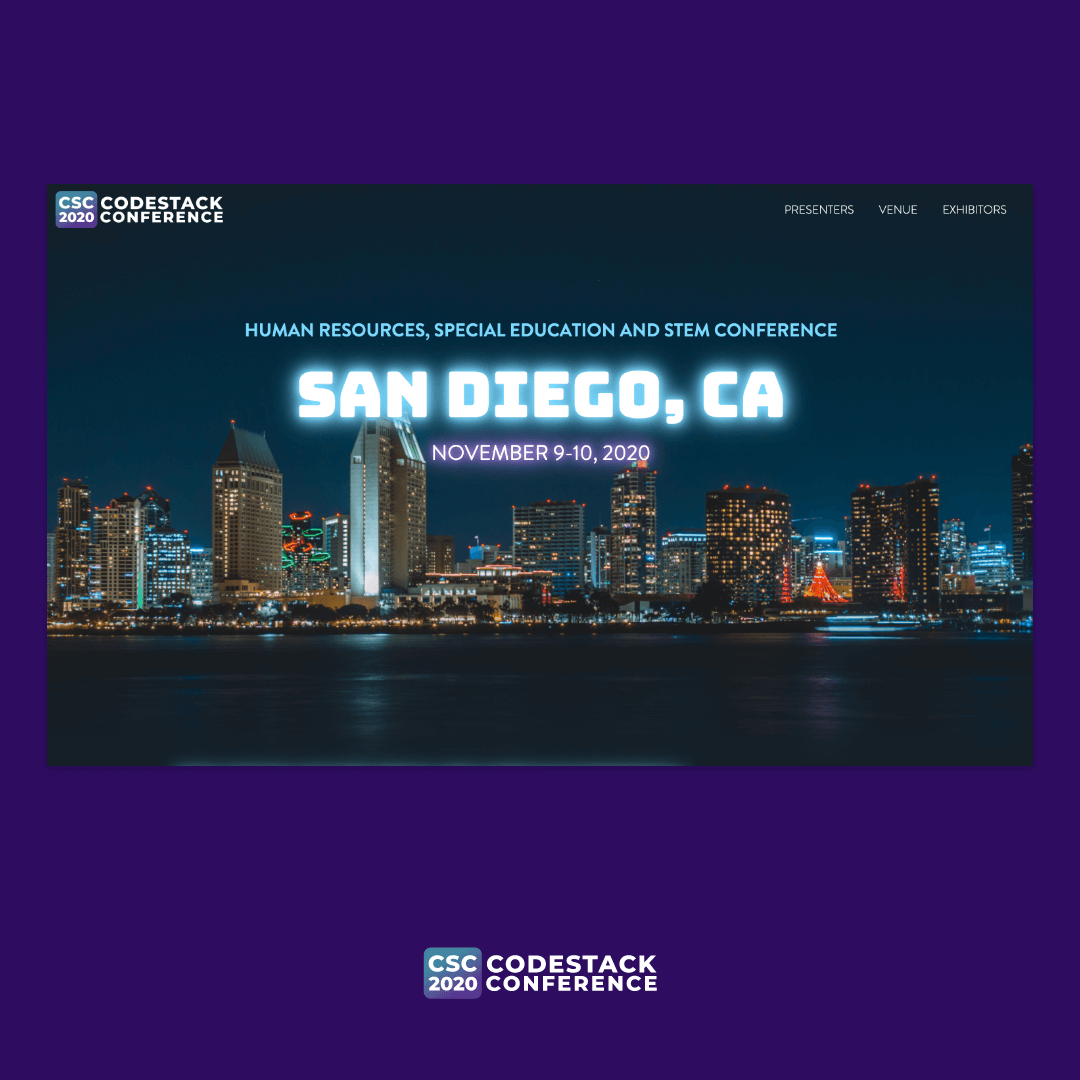 CSC
2020
CODESTACK
CONFERENCE
PRESENTERS VENUE EXHIBITORS
HUMAN RESOURCES, SPECIAL EDUCATION AND STEM CONFERENCE
SAN DIEGO, CA
NOVEMBER 9-10, 2020
CSC
2020
CODESTACK
CONFERENCE